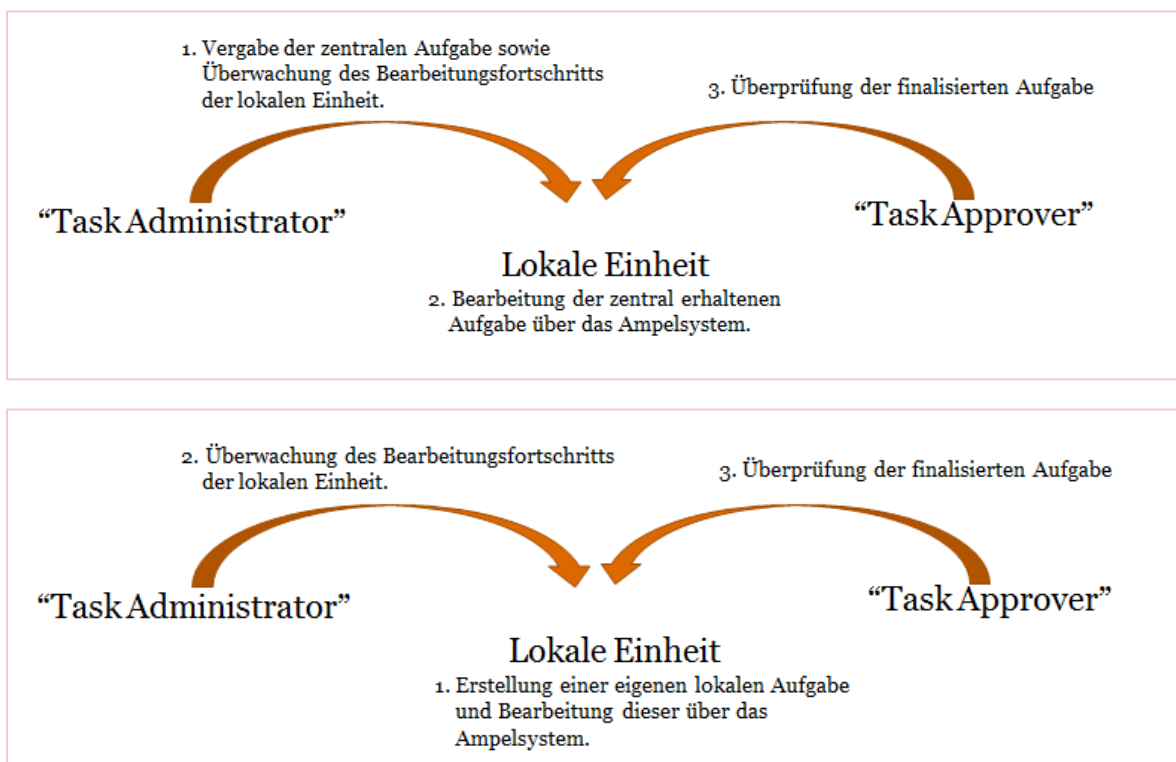 1. Vergabe der zentralen Aufgabe sowie
Überwachung des Bearbeitungsfortschritts
der lokalen Einheit.
3. Überprüfung der finalisierten Aufgabe
“Task Administrator”
“Task Approver”
Lokale Einheit
2. Bearbeitung der zentral erhaltenen
Aufgabe über das Ampelsystem.
2. Überwachung des Bearbeitungsfortschritts
der lokalen Einheit.
3. Überprüfung der finalisierten Aufgabe
“Task Administrator”
“Task Approver”
Lokale Einheit
1. Erstellung einer eigenen lokalen Aufgabe
und Bearbeitung dieser über das
Ampelsystem.